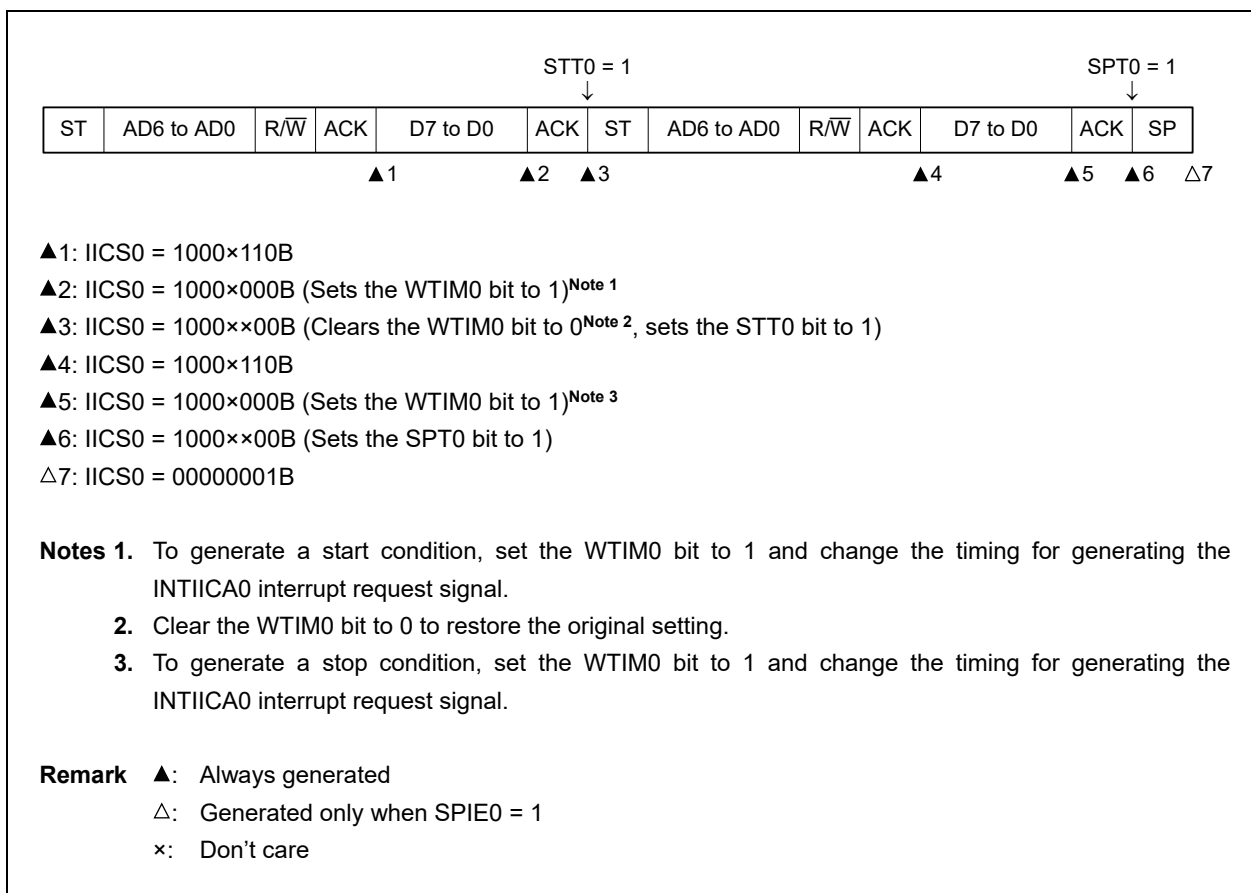 STT0 = 1 SPT0 = 1
↓ ↓
ST AD6 to AD0 R/W̅ ACK D7 to D0 ACK ST AD6 to AD0 R/W̅ ACK D7 to D0 ACK SP
▲1 ▲2 ▲3 ▲4 ▲5 ▲6 △7
▲1: IICS0 = 1000×110B
▲2: IICS0 = 1000×000B (Sets the WTIM0 bit to 1)Note 1
▲3: IICS0 = 1000××00B (Clears the WTIM0 bit to 0Note 2, sets the STT0 bit to 1)
▲4: IICS0 = 1000×110B
▲5: IICS0 = 1000×000B (Sets the WTIM0 bit to 1)Note 3
▲6: IICS0 = 1000××00B (Sets the SPT0 bit to 1)
△7: IICS0 = 00000001B
Notes 1. To generate a start condition, set the WTIM0 bit to 1 and change the timing for generating the
INTIICA0 interrupt request signal.
2. Clear the WTIM0 bit to 0 to restore the original setting.
3. To generate a stop condition, set the WTIM0 bit to 1 and change the timing for generating the
INTIICA0 interrupt request signal.
Remark ▲: Always generated
△: Generated only when SPIE0 = 1
×: Don't care